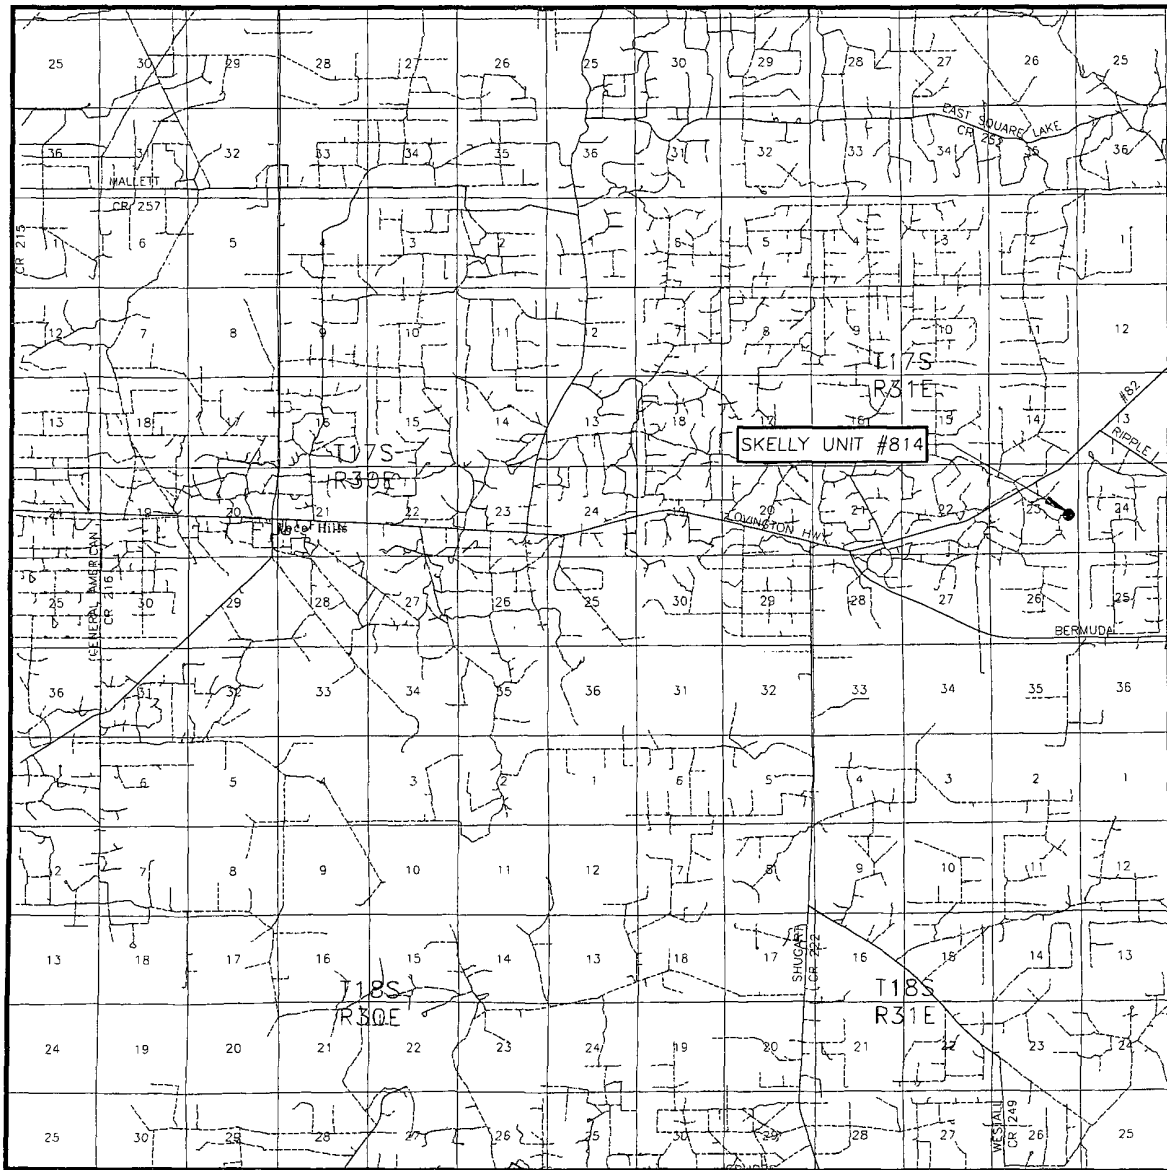 25 30 29 28 27 26 25 30 29 28 27 26 25
EAST SQUARE LAKE
CR 255
36 31 32 33 34 35 36 31 32 33 34 35 36
MALLETT
CR 257
CR 215
1 6 5 4 3 2 1 6 5 4 3 2 1
12 7 8 9 10 11 12 7 8 9 10 11 12
T17S
R31E
#82
13 18 17 16 15 14 13 18 17 16 15 14 13
RIPPLE
SKELLY UNIT #814
T17S
R30E
24 19 20 21 22 23 24 19 20 21 22 23 24
Loco Hills
LOVINGTON HWY
GENERAL AMERICAN
CR 216
25 30 29 28 27 26 25 30 29 28 27 26 25
BERMUDA
36 31 32 33 34 35 36 31 32 33 34 35 36
6 5 4 3 2 1 6 5 4 3 2 1
12 7 8 9 10 11 12 7 8 9 10 11 12
SHUGART
CR 222
13 18 17 16 15 14 13 18 17 16 15 14 13
T18S
R30E
T18S
R31E
24 19 20 21 22 23 24 19 20 21 22 23 24
WESTALL
CR 249
25 30 29 28 27 26 25 30 29 28 27 26 25